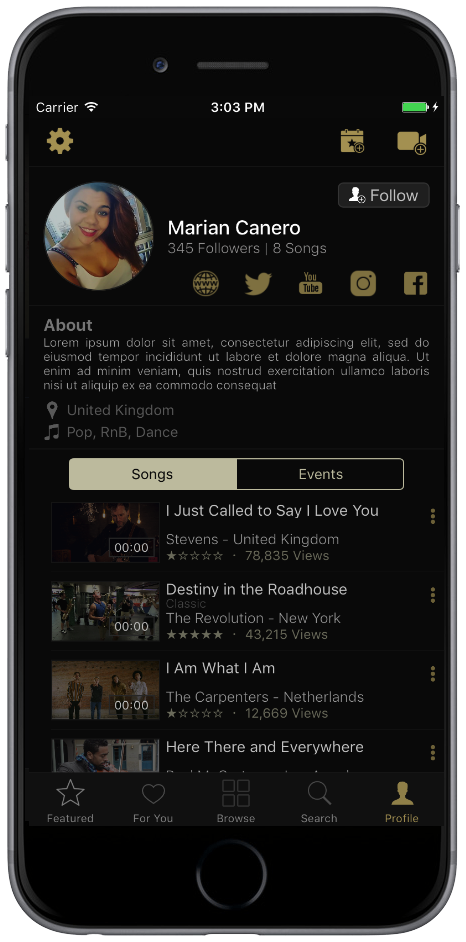 Carrier 3:03 PM
Follow
Marian Canero
345 Followers | 8 Songs
WWW You Tube
About
Lorem ipsum dolor sit amet, consectetur adipiscing elit, sed do
eiusmod tempor incididunt ut labore et dolore magna aliqua. Ut
enim ad minim veniam, quis nostrud exercitation ullamco laboris
nisi ut aliquip ex ea commodo consequat
United Kingdom
Pop, RnB, Dance
Songs Events
I Just Called to Say I Love You
Stevens - United Kingdom
00:00
★☆☆☆☆ · 78,835 Views
Destiny in the Roadhouse
Classic
The Revolution - New York
00:00
★★★★★ · 43,215 Views
I Am What I Am
The Carpenters - Netherlands
00:00
★☆☆☆☆ · 12,669 Views
Here There and Everywhere
Featured For You Browse Search Profile